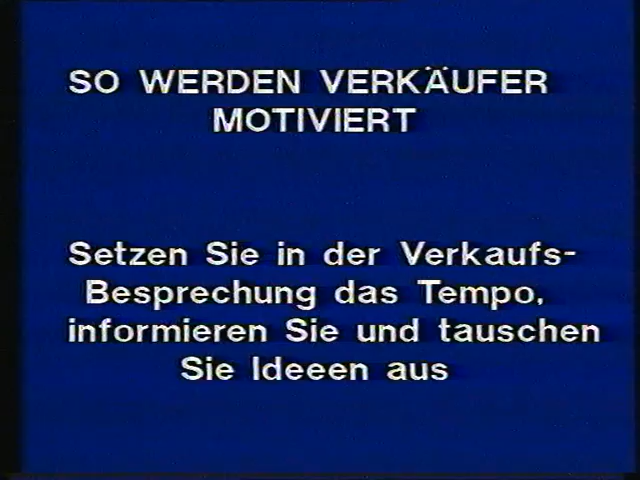 SO WERDEN VERKÄUFER
MOTIVIERT
Setzen Sie in der Verkaufs-
Besprechung das Tempo,
informieren Sie und tauschen
Sie Ideeen aus